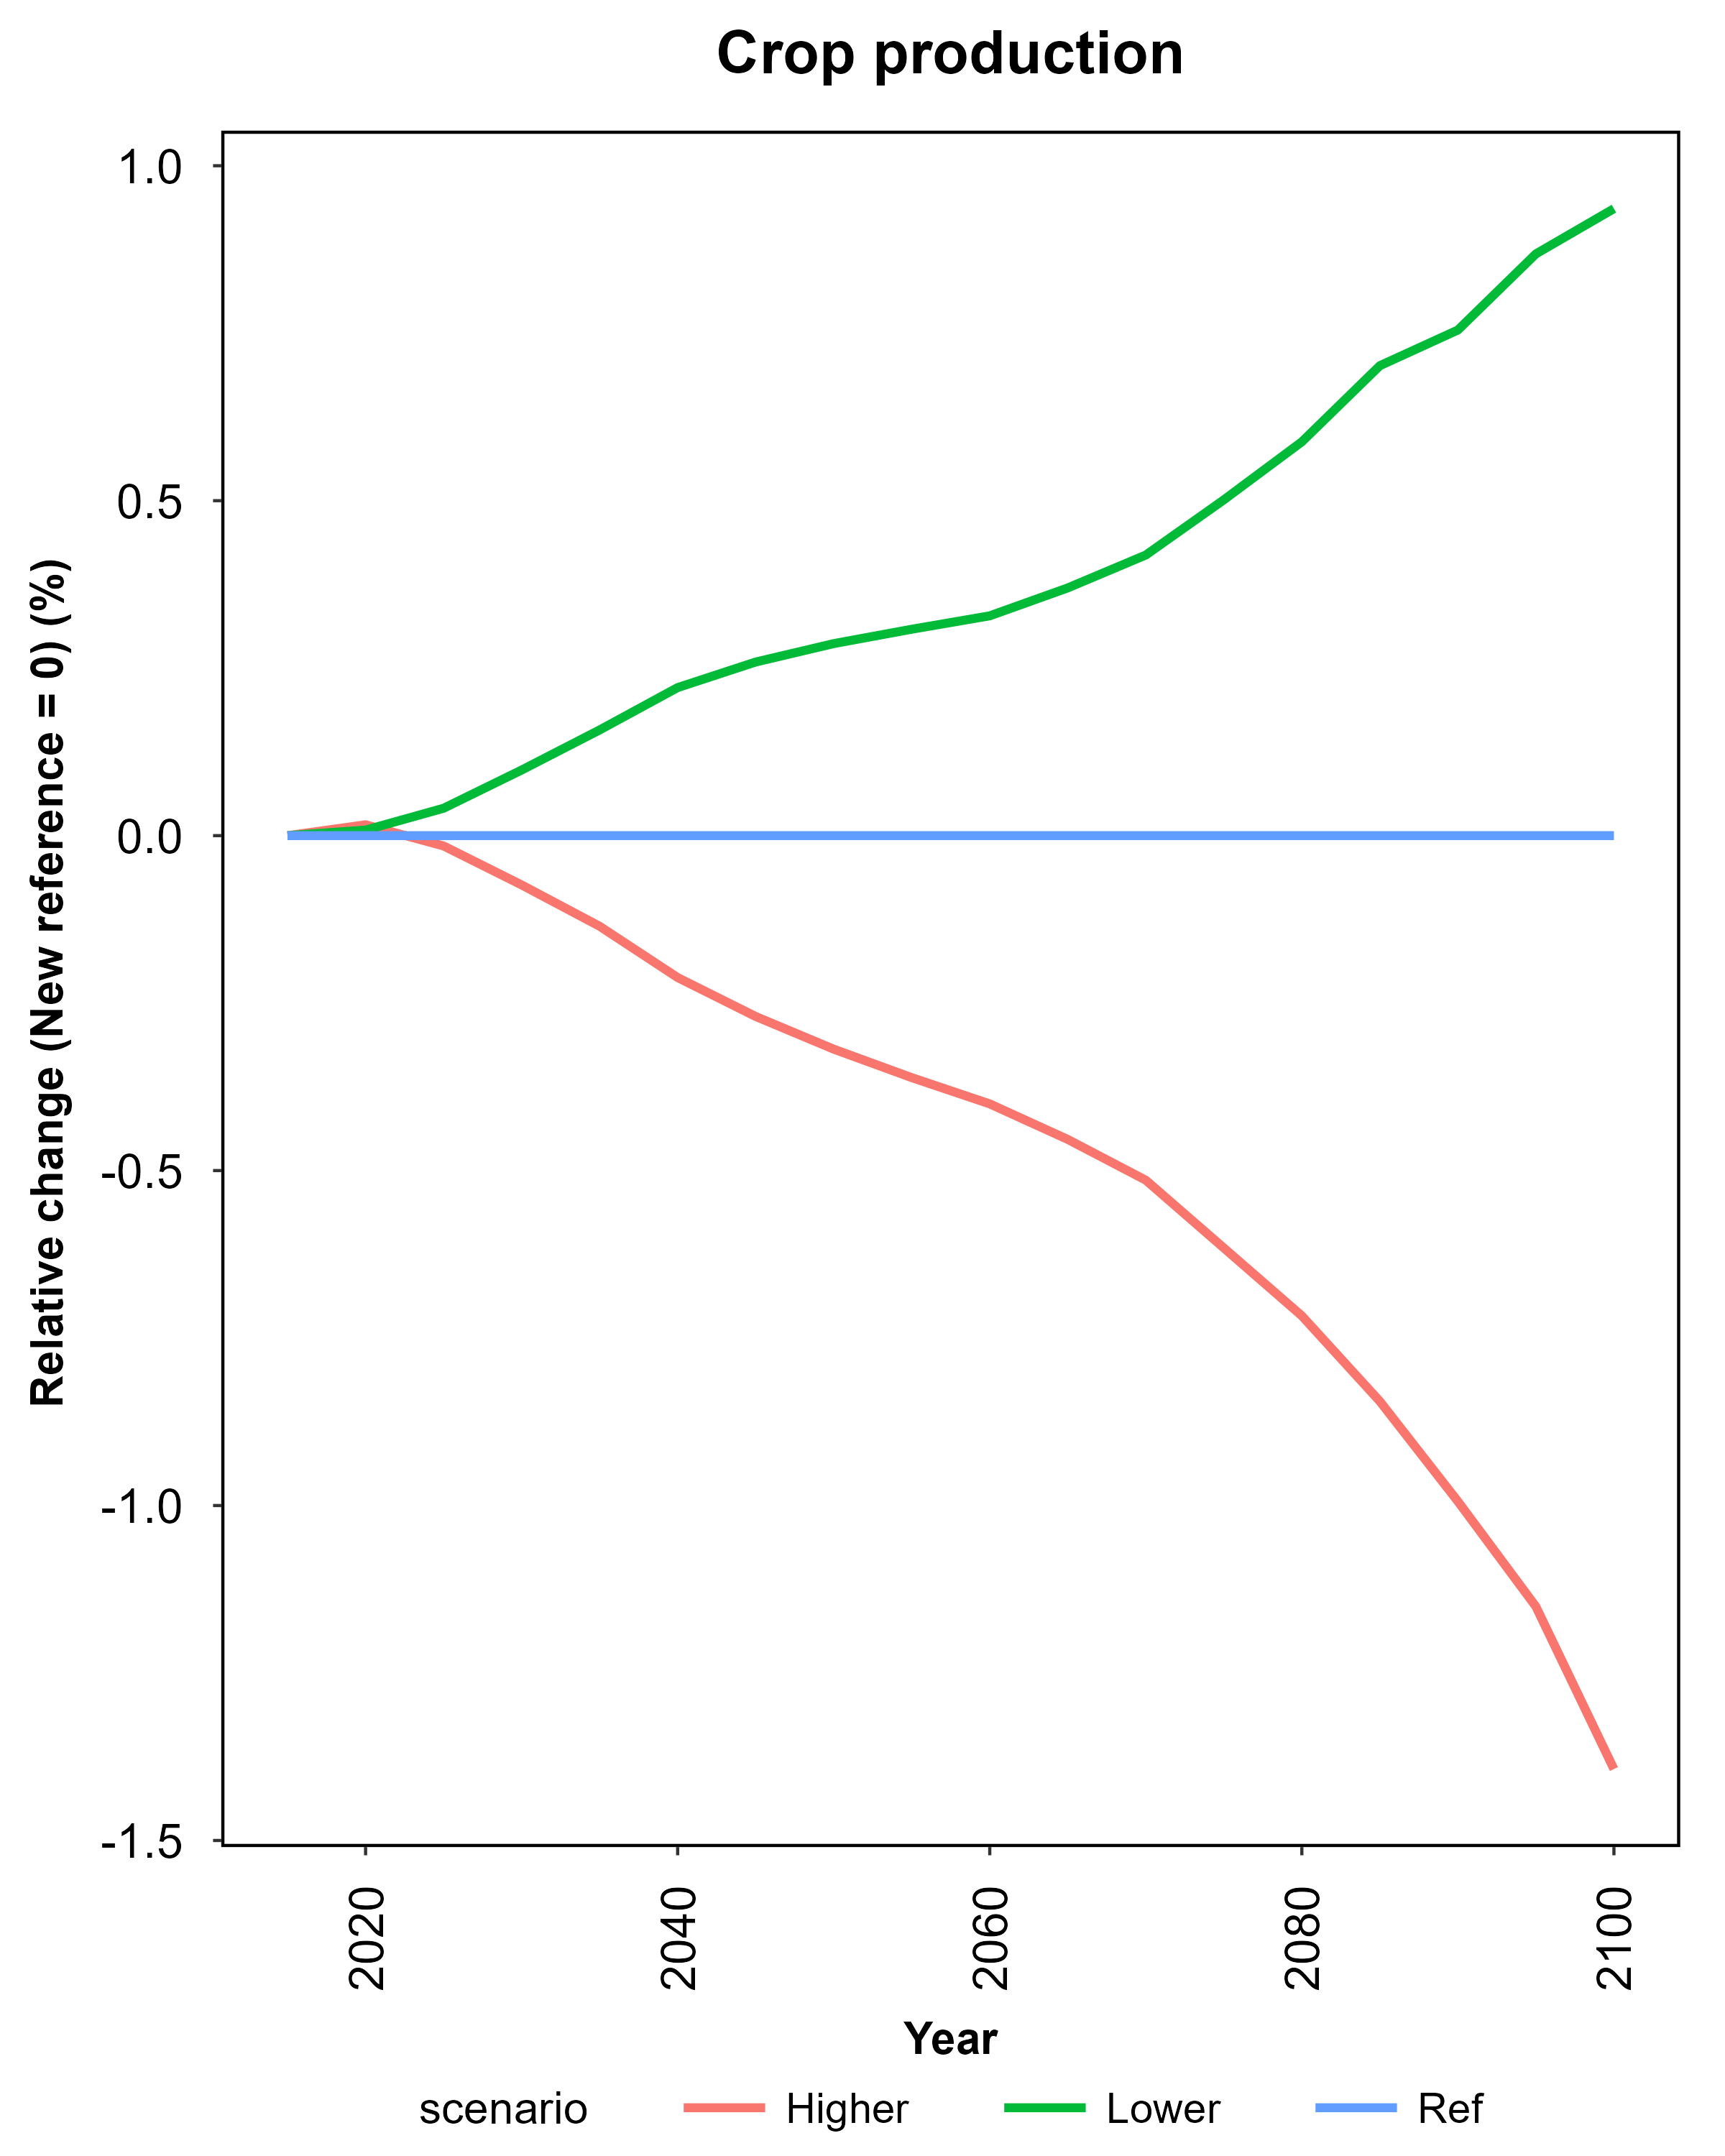 Crop production
Relative change (New reference = 0) (%)
1.0
0.5
0.0
-0.5
-1.0
-1.5
2020
2040
2060
2080
2100
Year
scenario Higher Lower Ref